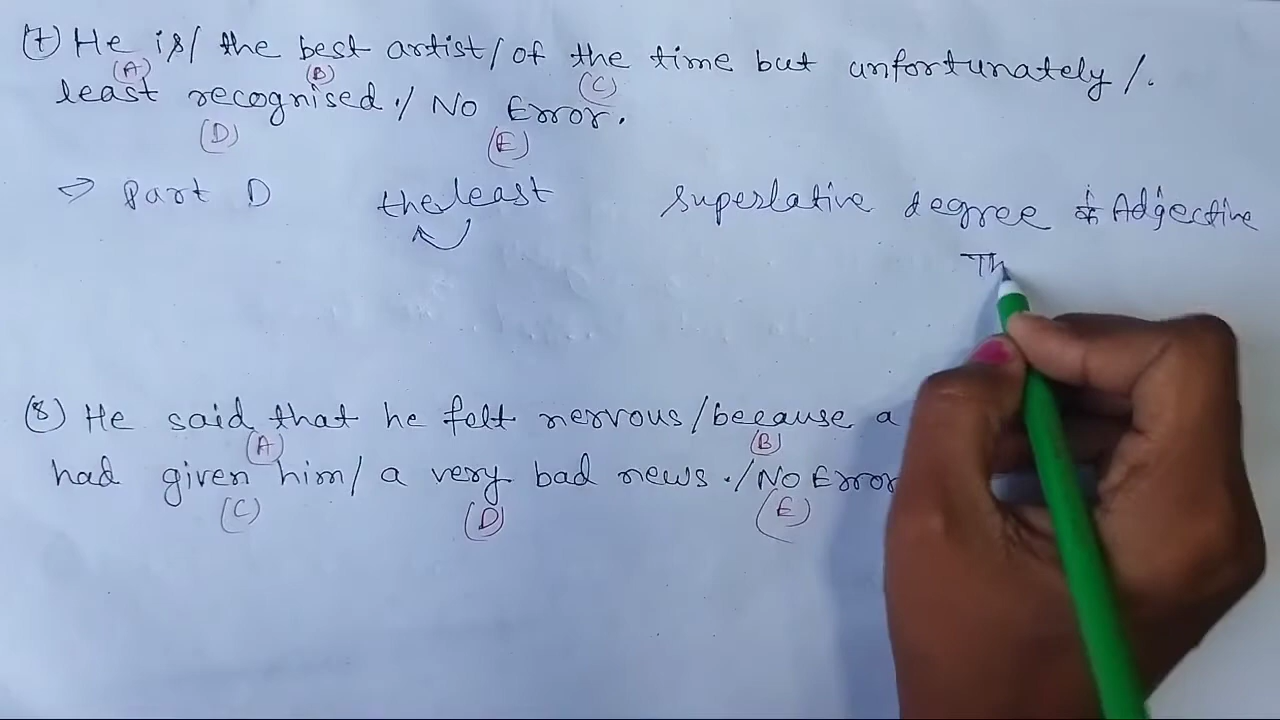 (7) He is/ the best artist/ of the time but unfortunately/.
(A) (B) (C)
least recognised./ No Error.
(D) (E)
⇒ Part D the least Superlative degree of Adjective
Th
(8) He said that he felt nervous/because a
(A) (B)
had given him/ a very bad news ./No Error
(C) (D) (E)